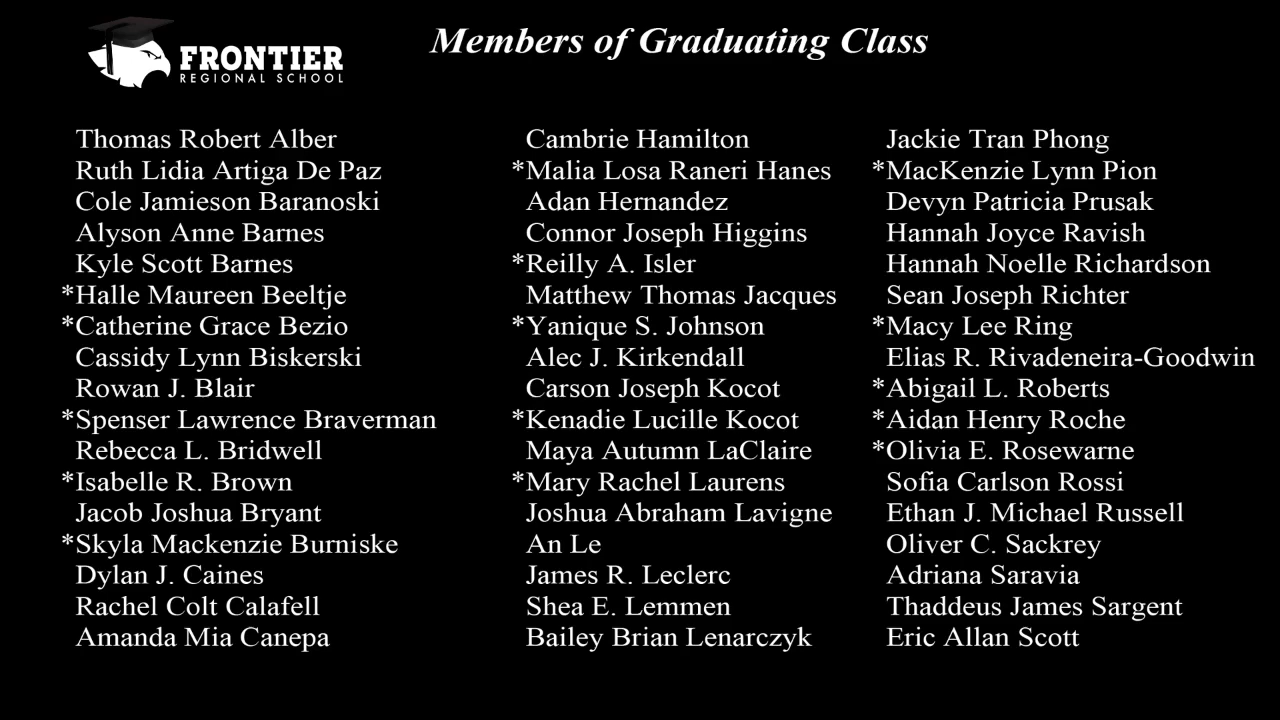 FRONTIER
REGIONAL SCHOOL
Members of Graduating Class
Thomas Robert Alber
Ruth Lidia Artiga De Paz
Cole Jamieson Baranoski
Alyson Anne Barnes
Kyle Scott Barnes
*Halle Maureen Beeltje
*Catherine Grace Bezio
Cassidy Lynn Biskerski
Rowan J. Blair
*Spenser Lawrence Braverman
Rebecca L. Bridwell
*Isabelle R. Brown
Jacob Joshua Bryant
*Skyla Mackenzie Burniske
Dylan J. Caines
Rachel Colt Calafell
Amanda Mia Canepa
Cambrie Hamilton
*Malia Losa Raneri Hanes
Adan Hernandez
Connor Joseph Higgins
*Reilly A. Isler
Matthew Thomas Jacques
*Yanique S. Johnson
Alec J. Kirkendall
Carson Joseph Kocot
*Kenadie Lucille Kocot
Maya Autumn LaClaire
*Mary Rachel Laurens
Joshua Abraham Lavigne
An Le
James R. Leclerc
Shea E. Lemmen
Bailey Brian Lenarczyk
Jackie Tran Phong
*MacKenzie Lynn Pion
Devyn Patricia Prusak
Hannah Joyce Ravish
Hannah Noelle Richardson
Sean Joseph Richter
*Macy Lee Ring
Elias R. Rivadeneira-Goodwin
*Abigail L. Roberts
*Aidan Henry Roche
*Olivia E. Rosewarne
Sofia Carlson Rossi
Ethan J. Michael Russell
Oliver C. Sackrey
Adriana Saravia
Thaddeus James Sargent
Eric Allan Scott